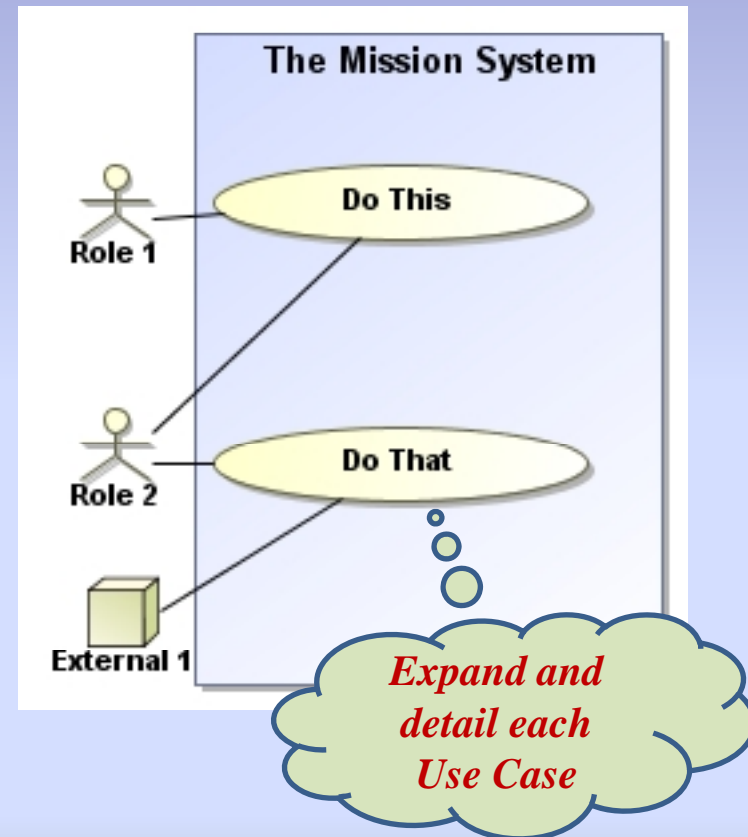 The Mission System
Do This
Role 1
Do That
Role 2
External 1
Expand and
detail each
Use Case